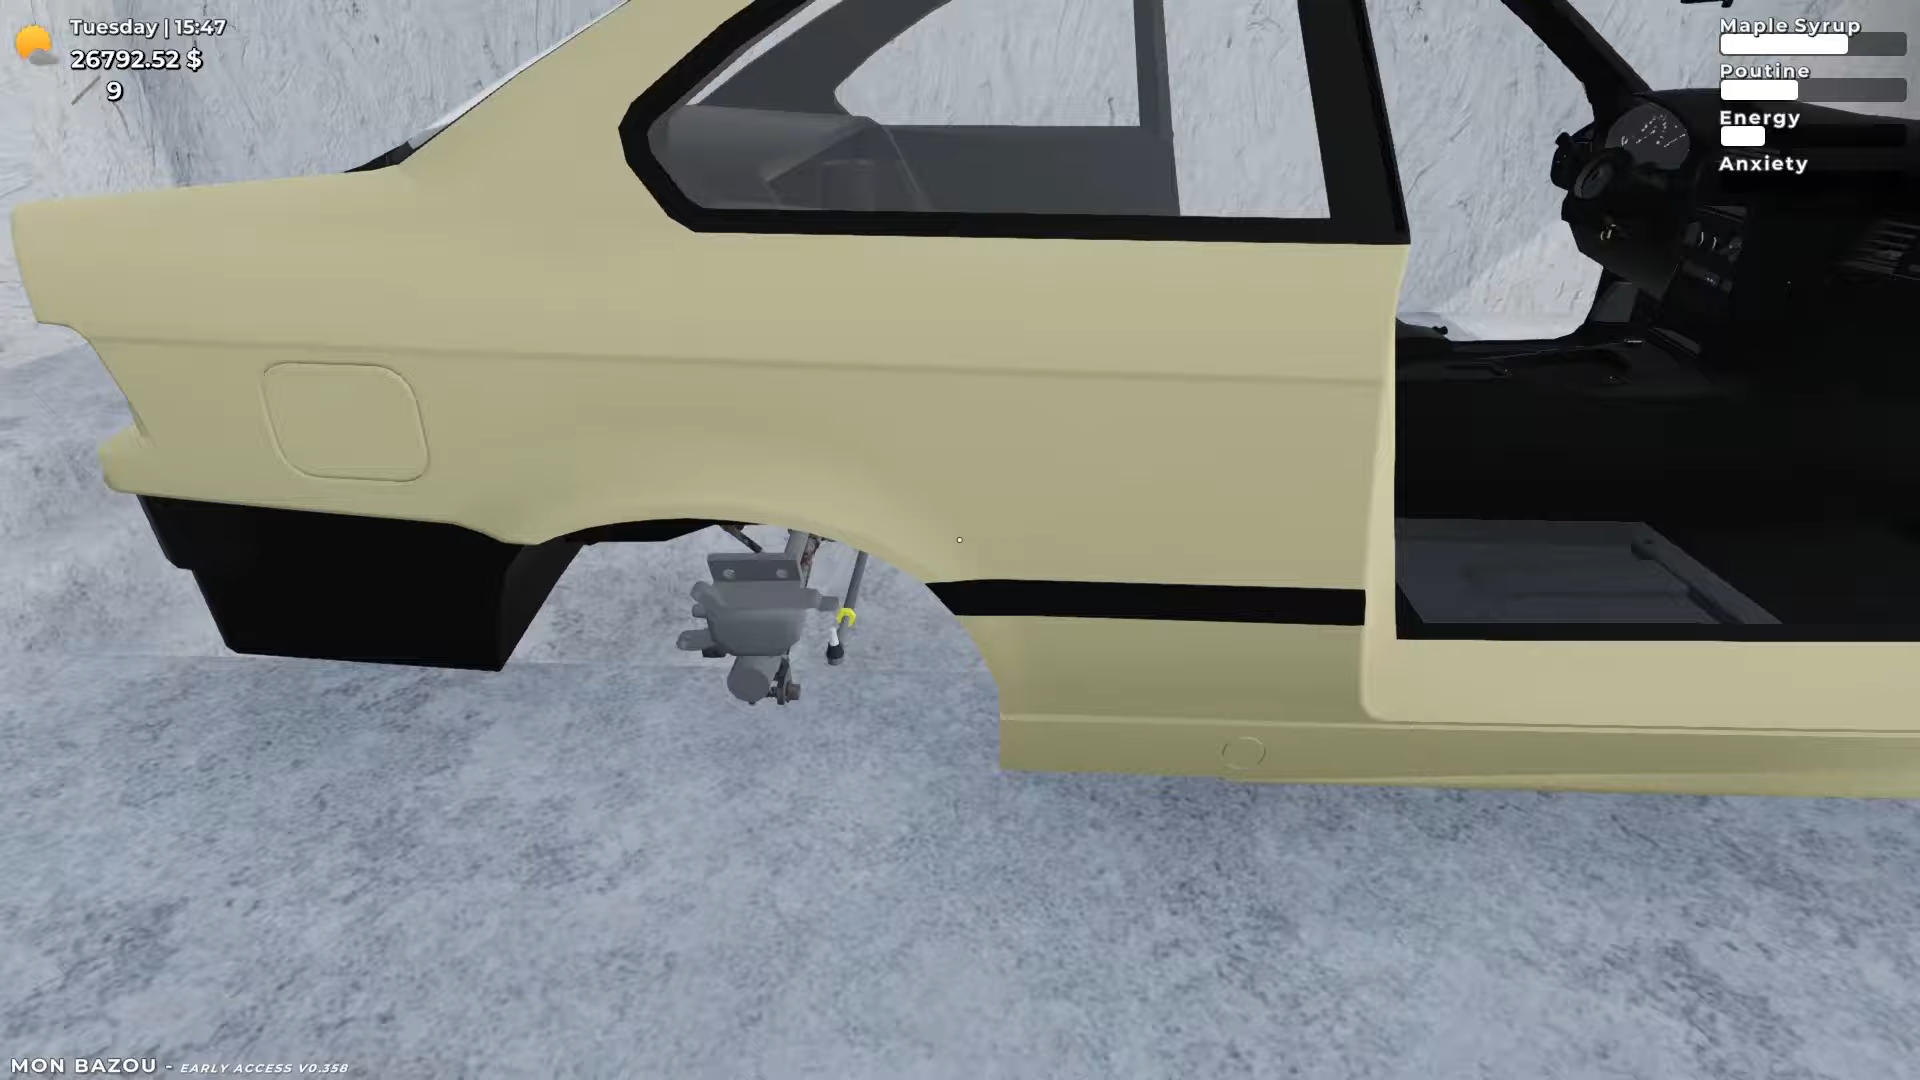 Tuesday | 15:47
26792.52 $
9
Maple Syrup
Poutine
Energy
Anxiety
MON BAZOU - EARLY ACCESS V0.358